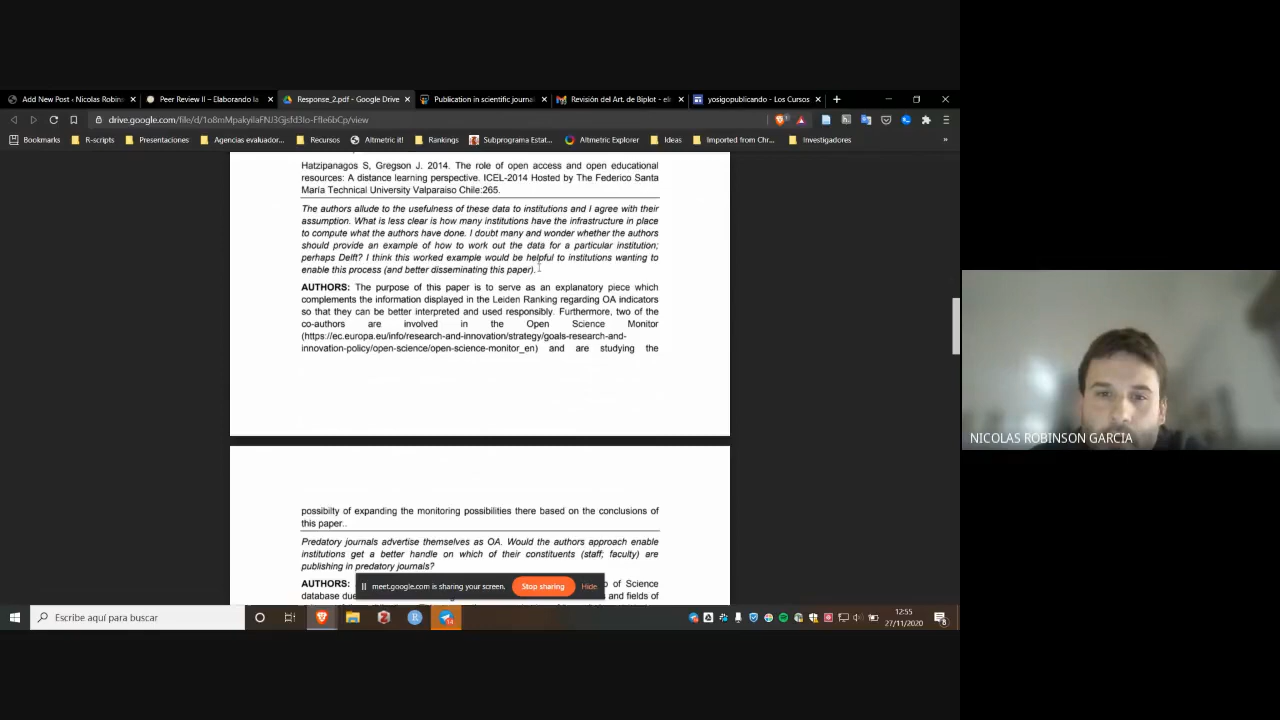 Add New Post ‹ Nicolas Robin
Peer Review II – Elaborando la
Response_2.pdf - Google Drive
Publication in scientific journa
Revisión del Art. de Biplot - el
yosigopublicando - Los Cursos
drive.google.com/file/d/
/view
Bookmarks
R-scripts
Presentaciones
Agencias evaluador...
Recursos
Altmetric it!
Rankings
Subprograma Estat...
Altmetric Explorer
Ideas
Imported from Chr...
Investigadores
Hatzipanagos S, Gregson J. 2014. The role of open access and open educational
resources: A distance learning perspective. ICEL-2014 Hosted by The Federico Santa
María Technical University Valparaiso Chile:265.
The authors allude to the usefulness of these data to institutions and I agree with their
assumption. What is less clear is how many institutions have the infrastructure in place
to compute what the authors have done. I doubt many and wonder whether the authors
should provide an example of how to work out the data for a particular institution;
perhaps Delft? I think this worked example would be helpful to institutions wanting to
enable this process (and better disseminating this paper).
AUTHORS: The purpose of this paper is to serve as an explanatory piece which
complements the information displayed in the Leiden Ranking regarding OA indicators
so that they can be better interpreted and used responsibly. Furthermore, two of the
co-authors are involved in the Open Science Monitor
(https://ec.europa.eu/info/research-and-innovation/strategy/goals-research-and-
innovation-policy/open-science/open-science-monitor_en) and are studying the
possibilty of expanding the monitoring possibilities there based on the conclusions of
this paper..
Predatory journals advertise themselves as OA. Would the authors approach enable
institutions get a better handle on which of their constituents (staff; faculty) are
publishing in predatory journals?
AUTHORS:
of Science
database due
and fields of
meet.google.com is sharing your screen.
Stop sharing
Hide
NICOLAS ROBINSON GARCIA
Escribe aquí para buscar
12:55
27/11/2020